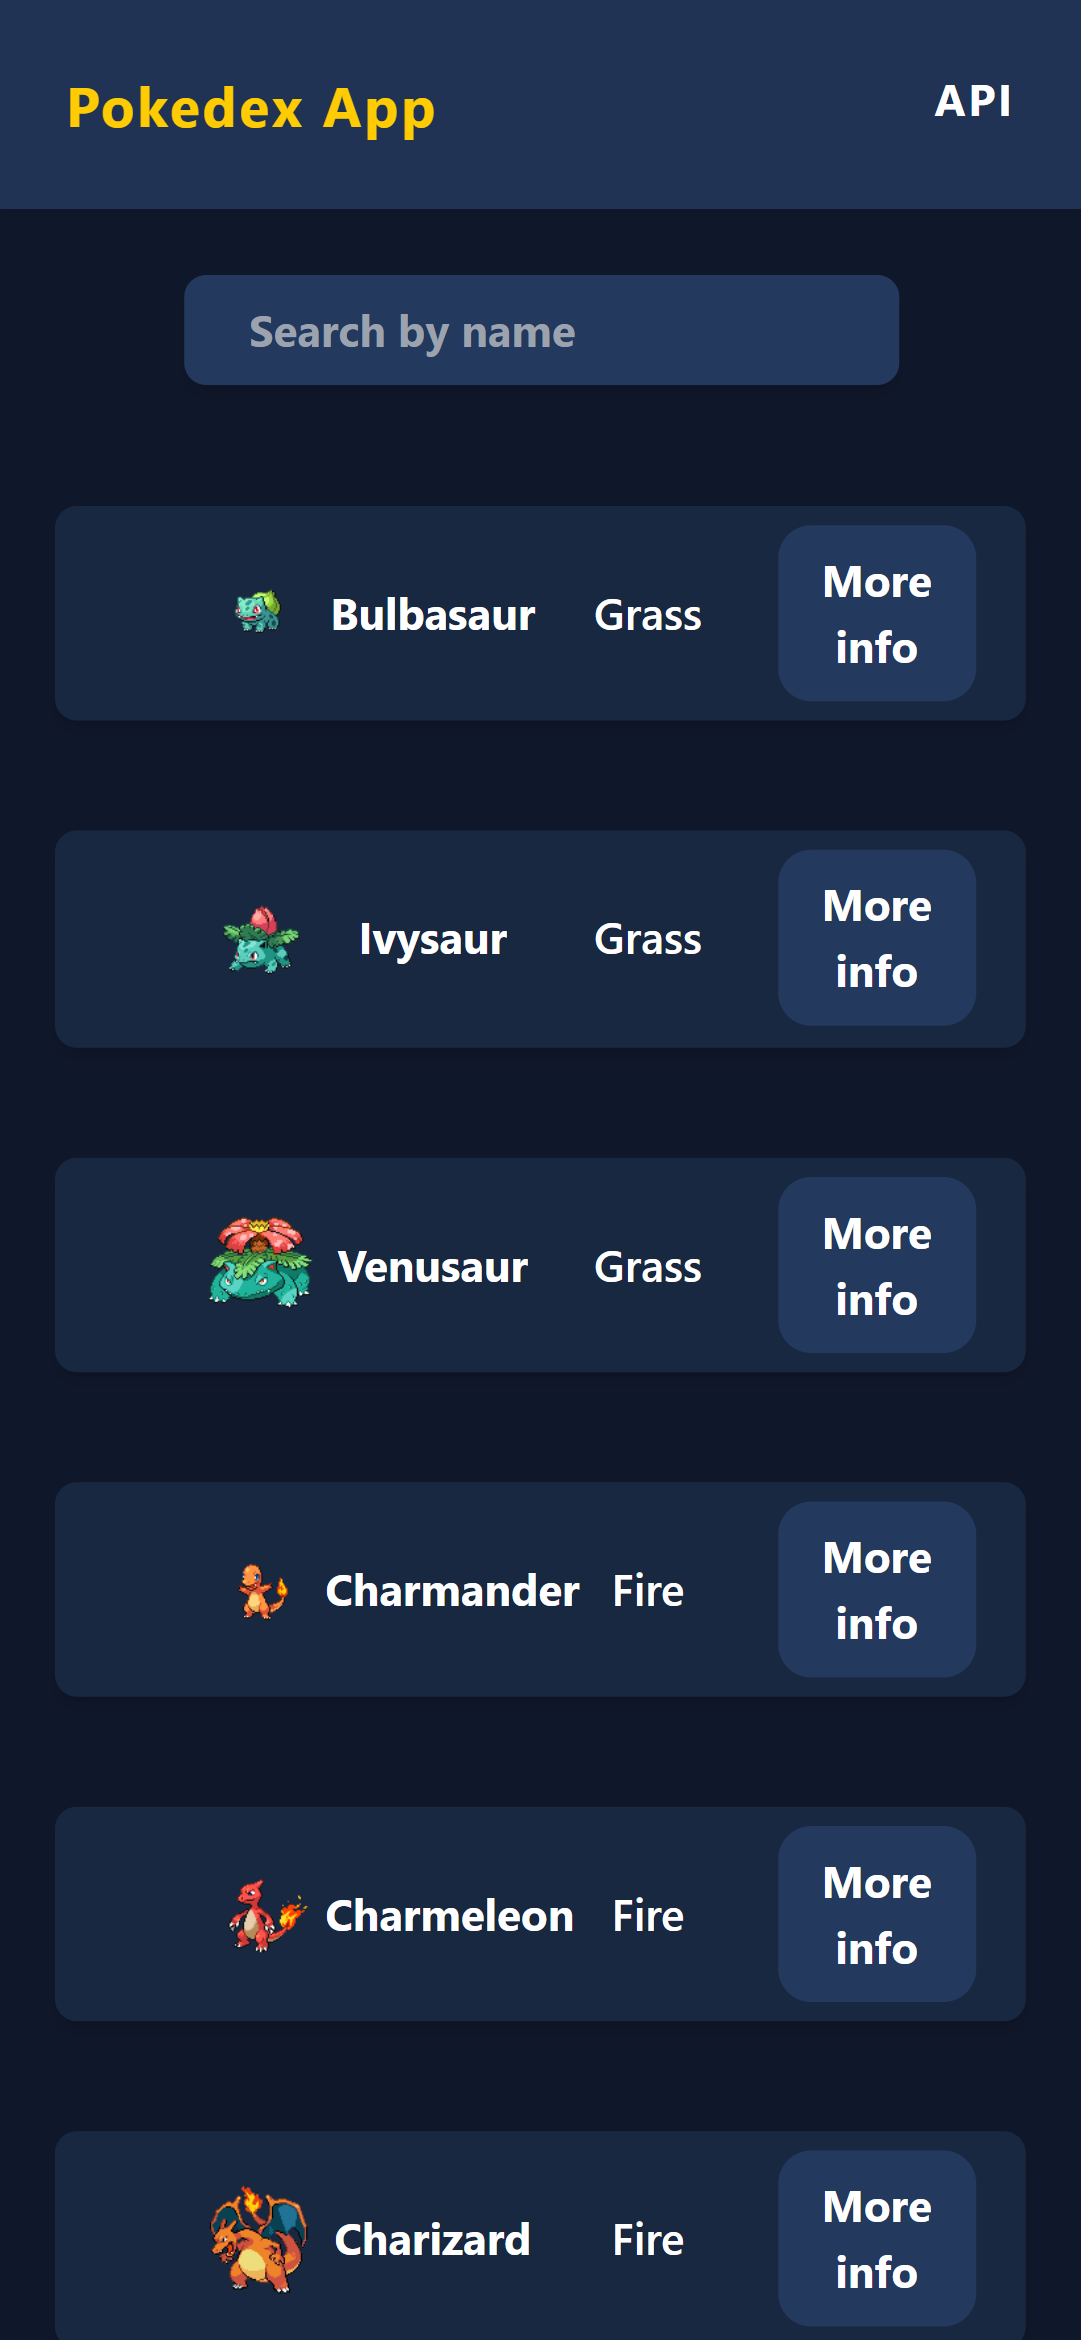 Pokedex App API
Search by name
Bulbasaur Grass More info
Ivysaur Grass More info
Venusaur Grass More info
Charmander Fire More info
Charmeleon Fire More info
Charizard Fire More info